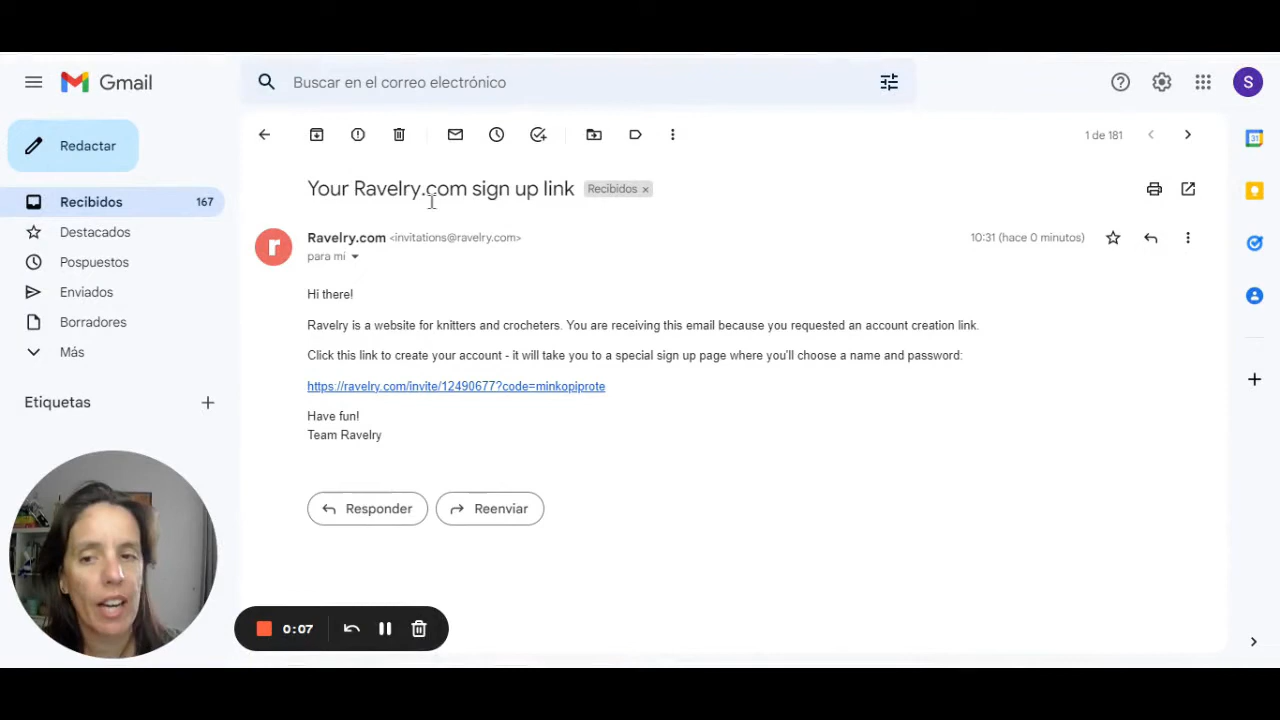 Gmail
Buscar en el correo electrónico
S
Redactar
1 de 181
Recibidos 167
Destacados
Pospuestos
Enviados
Borradores
Más
Etiquetas
Your Ravelry.com sign up link Recibidos ×
r
Ravelry.com <invitations@ravelry.com> 10:31 (hace 0 minutos)
para mí
Hi there!
Ravelry is a website for knitters and crocheters. You are receiving this email because you requested an account creation link.
Click this link to create your account - it will take you to a special sign up page where you'll choose a name and password:
https://ravelry.com/invite/12490677?code=minkopiprote
Have fun!
Team Ravelry
Responder Reenviar
0:07
31